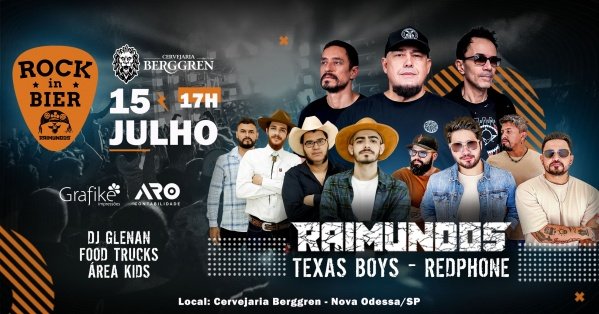 ROCK
in
BIER
RAIMUNDOS
CERVEJARIA
BERGGREN
15 17H
JULHO
Grafike
impressões
ARO
CONTABILIDADE
DJ GLENAN
FOOD TRUCKS
ÁREA KIDS
RAIMUNDOS
TEXAS BOYS - REDPHONE
Local: Cervejaria Berggren - Nova Odessa/SP